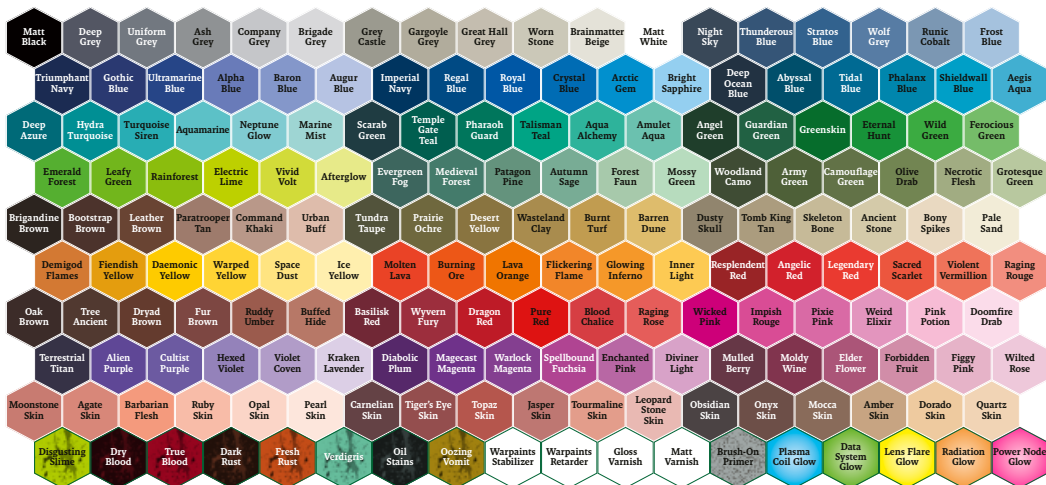 Matt Black
Deep Grey
Uniform Grey
Ash Grey
Company Grey
Brigade Grey
Grey Castle
Gargoyle Grey
Great Hall Grey
Worn Stone
Brainmatter Beige
Matt White
Night Sky
Thunderous Blue
Stratos Blue
Wolf Grey
Runic Cobalt
Frost Blue
Triumphant Navy
Gothic Blue
Ultramarine Blue
Alpha Blue
Baron Blue
Augur Blue
Imperial Navy
Regal Blue
Royal Blue
Crystal Blue
Arctic Gem
Bright Sapphire
Deep Ocean Blue
Abyssal Blue
Tidal Blue
Phalanx Blue
Shieldwall Blue
Aegis Aqua
Deep Azure
Hydra Turquoise
Turquoise Siren
Aquamarine
Neptune Glow
Marine Mist
Scarab Green
Temple Gate Teal
Pharaoh Guard
Talisman Teal
Aqua Alchemy
Amulet Aqua
Angel Green
Guardian Green
Greenskin
Eternal Hunt
Wild Green
Ferocious Green
Emerald Forest
Leafy Green
Rainforest
Electric Lime
Vivid Volt
Afterglow
Evergreen Fog
Medieval Forest
Patagon Pine
Autumn Sage
Forest Faun
Mossy Green
Woodland Camo
Army Green
Camouflage Green
Olive Drab
Necrotic Flesh
Grotesque Green
Brigandine Brown
Bootstrap Brown
Leather Brown
Paratrooper Tan
Command Khaki
Urban Buff
Tundra Taupe
Prairie Ochre
Desert Yellow
Wasteland Clay
Burnt Turf
Barren Dune
Dusty Skull
Tomb King Tan
Skeleton Bone
Ancient Stone
Bony Spikes
Pale Sand
Demigod Flames
Fiendish Yellow
Daemonic Yellow
Warped Yellow
Space Dust
Ice Yellow
Molten Lava
Burning Ore
Lava Orange
Flickering Flame
Glowing Inferno
Inner Light
Resplendent Red
Angelic Red
Legendary Red
Sacred Scarlet
Violent Vermillion
Raging Rouge
Oak Brown
Tree Ancient
Dryad Brown
Fur Brown
Ruddy Umber
Buffed Hide
Basilisk Red
Wyvern Fury
Dragon Red
Pure Red
Blood Chalice
Raging Rose
Wicked Pink
Impish Rouge
Pixie Pink
Weird Elixir
Pink Potion
Doomfire Drab
Terrestrial Titan
Alien Purple
Cultist Purple
Hexed Violet
Violet Coven
Kraken Lavender
Diabolic Plum
Magecast Magenta
Warlock Magenta
Spellbound Fuchsia
Enchanted Pink
Diviner Light
Mulled Berry
Moldy Wine
Elder Flower
Forbidden Fruit
Figgy Pink
Wilted Rose
Moonstone Skin
Agate Skin
Barbarian Flesh
Ruby Skin
Opal Skin
Pearl Skin
Carnelian Skin
Tiger's Eye Skin
Topaz Skin
Jasper Skin
Tourmaline Skin
Leopard Stone Skin
Obsidian Skin
Onyx Skin
Mocca Skin
Amber Skin
Dorado Skin
Quartz Skin
Disgusting Slime
Dry Blood
True Blood
Dark Rust
Fresh Rust
Verdigris
Oil Stains
Oozing Vomit
Warpaints Stabilizer
Warpaints Retarder
Gloss Varnish
Matt Varnish
Brush-On Primer
Plasma Coil Glow
Data System Glow
Lens Flare Glow
Radiation Glow
Power Node Glow